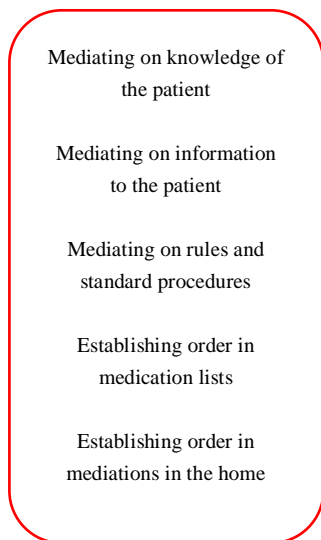 Mediating on knowledge of
the patient
Mediating on information
to the patient
Mediating on rules and
standard procedures
Establishing order in
medication lists
Establishing order in
mediations in the home